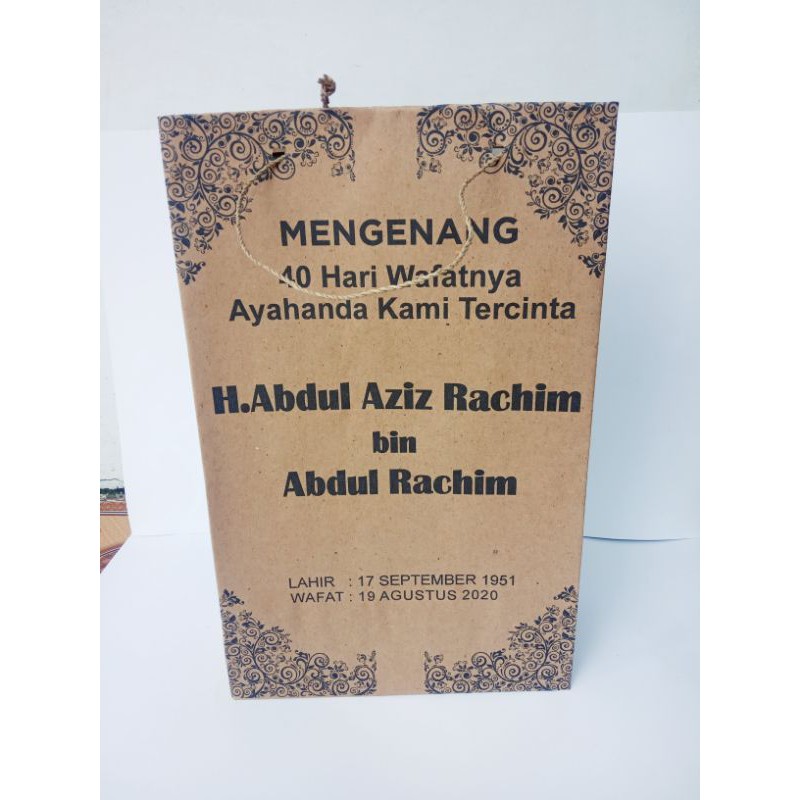 MENGENANG
40 Hari Wafatnya
Ayahanda Kami Tercinta
H.Abdul Aziz Rachim
bin
Abdul Rachim
LAHIR : 17 SEPTEMBER 1951
WAFAT : 19 AGUSTUS 2020